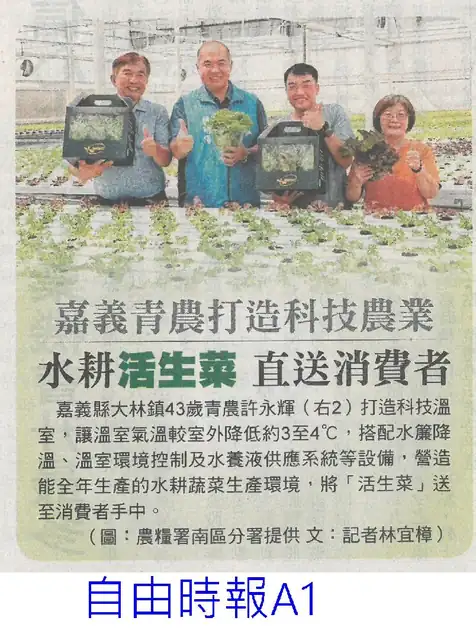 嘉義青農打造科技農業
水耕活生菜 直送消費者
嘉義縣大林鎮43歲青農許永輝（右2）打造科技溫
室，讓溫室氣溫較室外降低約3至4℃，搭配水簾降
溫、溫室環境控制及水養液供應系統等設備，營造
能全年生產的水耕蔬菜生產環境，將「活生菜」送
至消費者手中。
（圖：農糧署南區分署提供 文：記者林宜樟）
自由時報A1